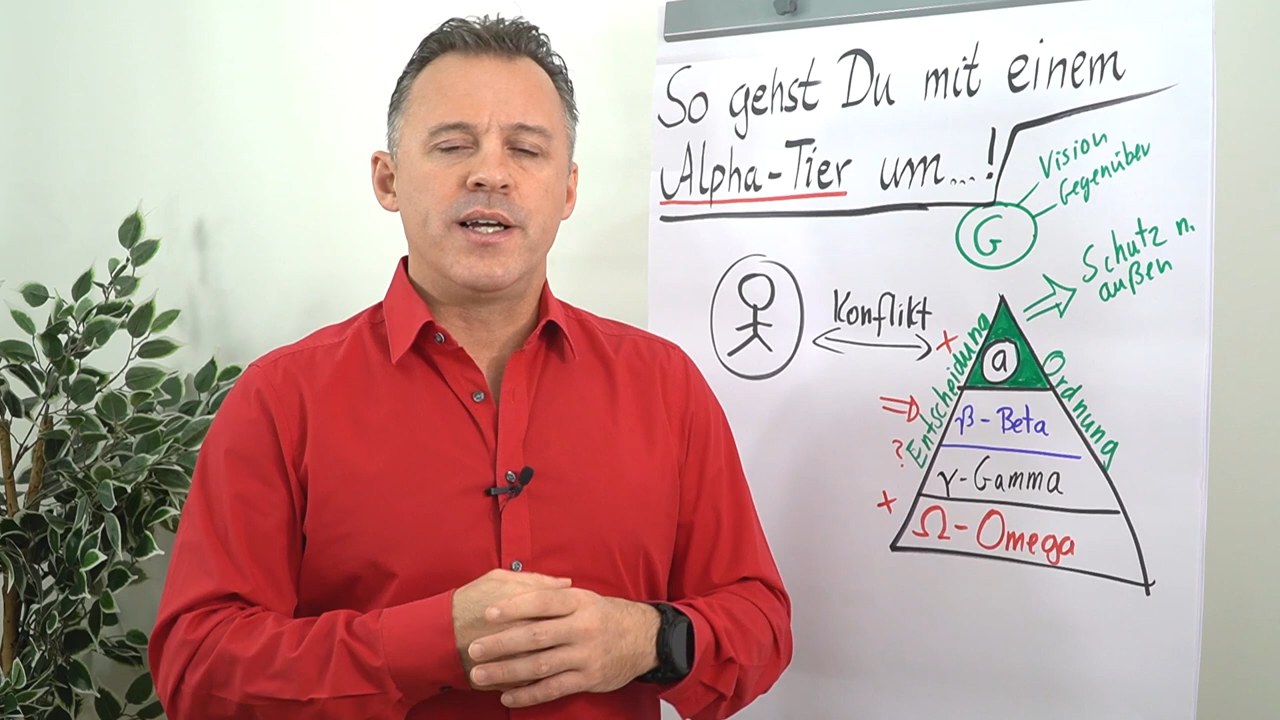 So gehst Du mit einem
Alpha-Tier um...!
Vision
Gegenüber
G
Schutz n.
außen
Konflikt
Entscheidung
a
Ordnung
β-Beta
?
γ-Gamma
Ω-Omega